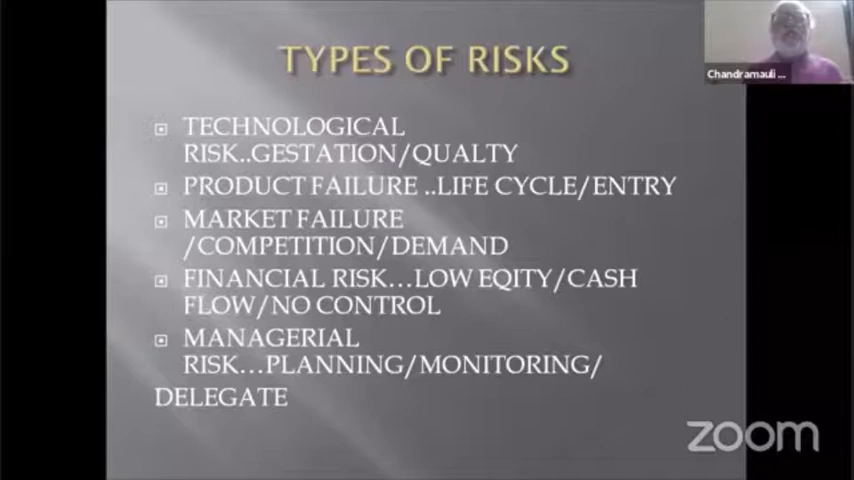 TYPES OF RISKS
Chandramauli ...
TECHNOLOGICAL
RISK..GESTATION/QUALTY
PRODUCT FAILURE ..LIFE CYCLE/ENTRY
MARKET FAILURE
/COMPETITION/DEMAND
FINANCIAL RISK...LOW EQITY/CASH
FLOW/NO CONTROL
MANAGERIAL
RISK...PLANNING/MONITORING/
DELEGATE
zoom